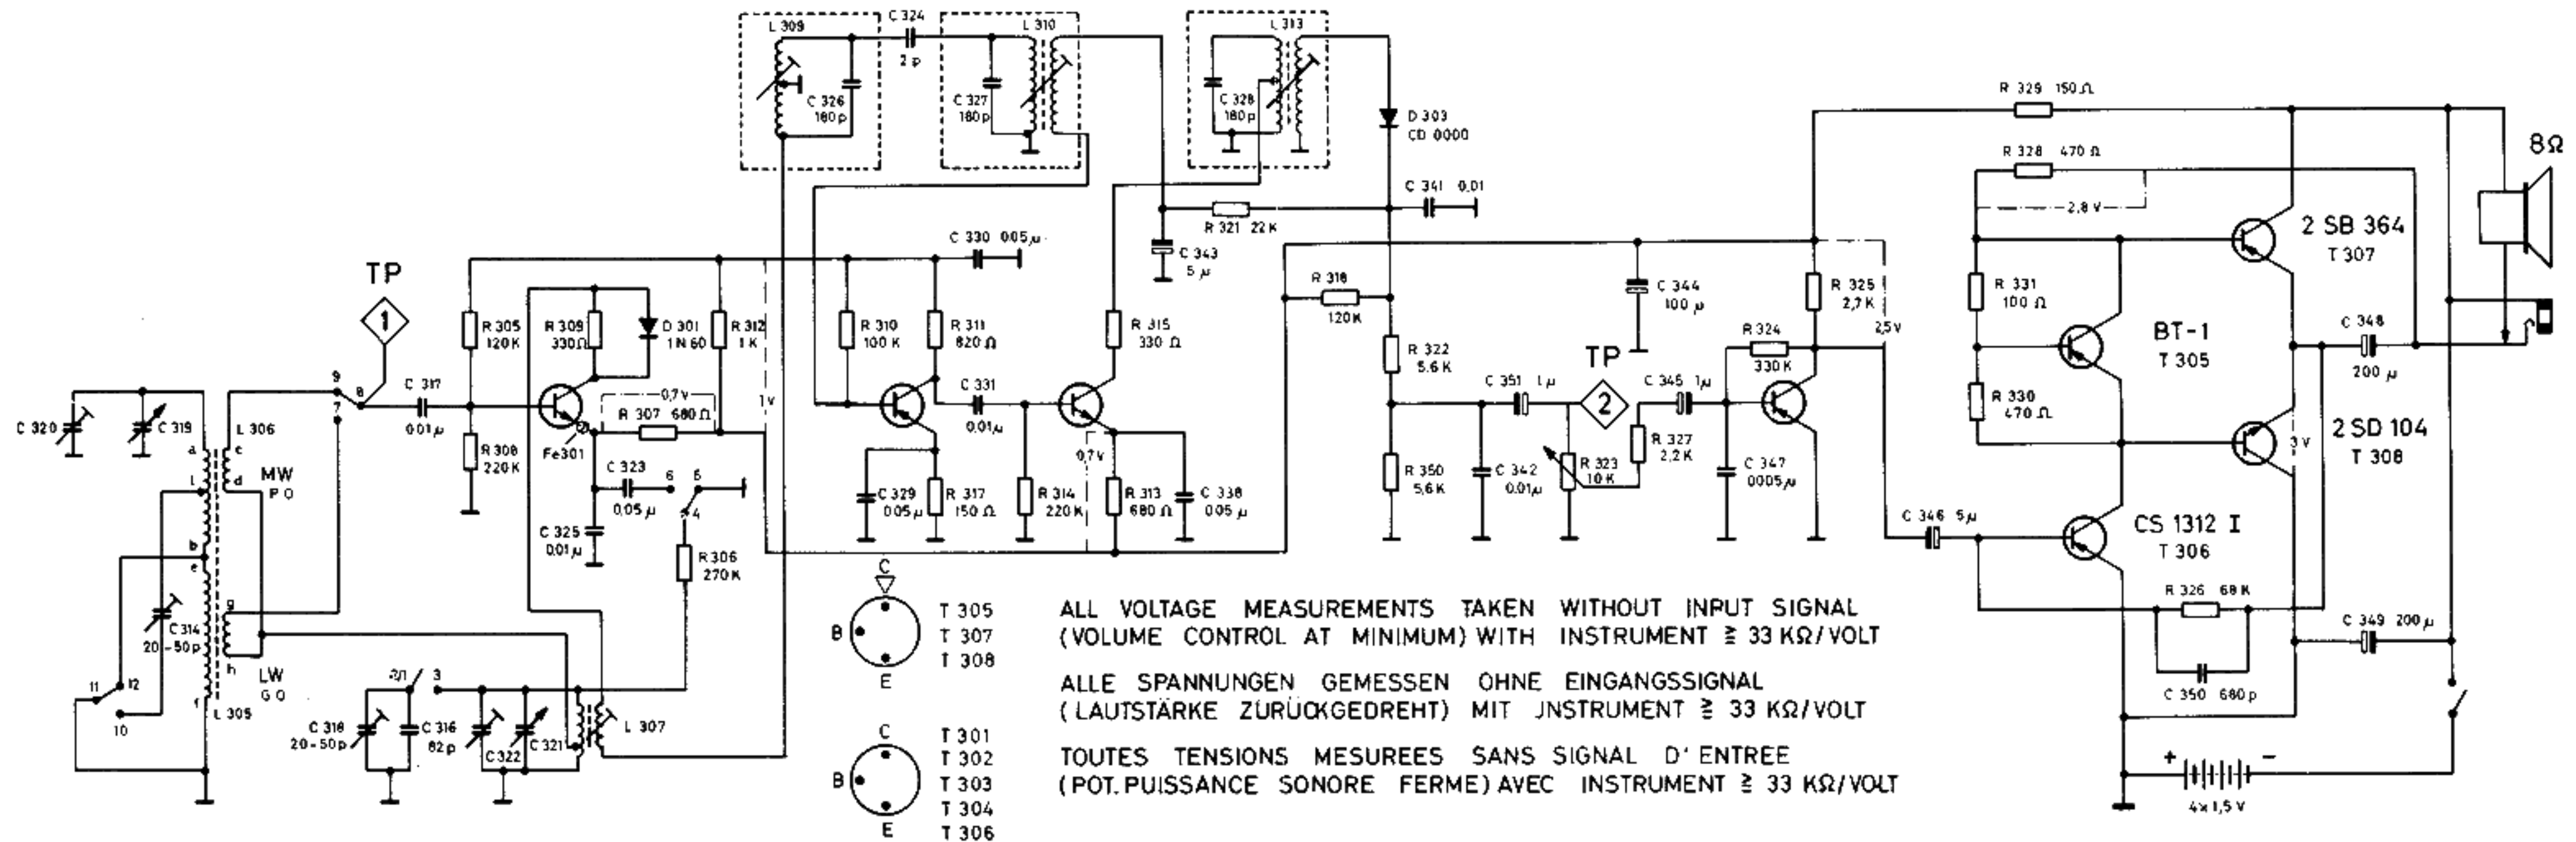 L 309
C 324
2 p
L 310
L 313
C 326
180 p
C 327
180 p
C 328
180 p
D 303
CD 0000
R 329 150 Ω
R 328 470 Ω
2,8 V
8Ω
C 341 0,01
R 321 22 K
C 343
5 µ
C 330 0,05 µ
2 SB 364
T 307
TP
1
R 305
120 K
R 309
330 Ω
D 301
1 N 60
R 312
1 K
1 V
R 310
100 K
R 311
820 Ω
R 315
330 Ω
R 318
120 K
C 344
100 µ
R 325
2,7 K
2,5 V
R 331
100 Ω
BT-1
T 305
C 348
200 µ
R 322
5,6 K
TP
2
R 324
330 K
9
8
7
C 317
0,01 µ
0,7 V
R 307 680 Ω
C 331
0,01 µ
C 351 1 µ
C 345 1 µ
R 330
470 Ω
C 320
C 319
L 306
a
c
i
d
MW
P O
R 308
220 K
Fe301
C 323
0,05 µ
6
5
4
0,7 V
R 327
2,2 K
2 SD 104
T 308
3 V
C 329
0,05 µ
R 317
150 Ω
R 314
220 K
R 313
680 Ω
C 338
0,05 µ
R 350
5,6 K
C 342
0,01 µ
R 323
10 K
C 347
0,005 µ
C 325
0,01 µ
R 306
270 K
C 346 5 µ
CS 1312 I
T 306
b
e
g
h
f
C 314
20-50 p
LW
G O
L 305
11
12
10
R 326 68 K
C 350 680 p
C 349 200 µ
3
C 318
20-50 p
C 316
82 p
C 322
C 321
L 307
C
B
E
T 305
T 307
T 308
C
B
E
T 301
T 302
T 303
T 304
T 306
ALL VOLTAGE MEASUREMENTS TAKEN WITHOUT INPUT SIGNAL
(VOLUME CONTROL AT MINIMUM) WITH INSTRUMENT ≧ 33 KΩ/VOLT
ALLE SPANNUNGEN GEMESSEN OHNE EINGANGSSIGNAL
(LAUTSTÄRKE ZURÜCKGEDREHT) MIT JNSTRUMENT ≧ 33 KΩ/VOLT
TOUTES TENSIONS MESUREES SANS SIGNAL D'ENTREE
(POT. PUISSANCE SONORE FERME) AVEC INSTRUMENT ≧ 33 KΩ/VOLT
+
-
4x1,5 V